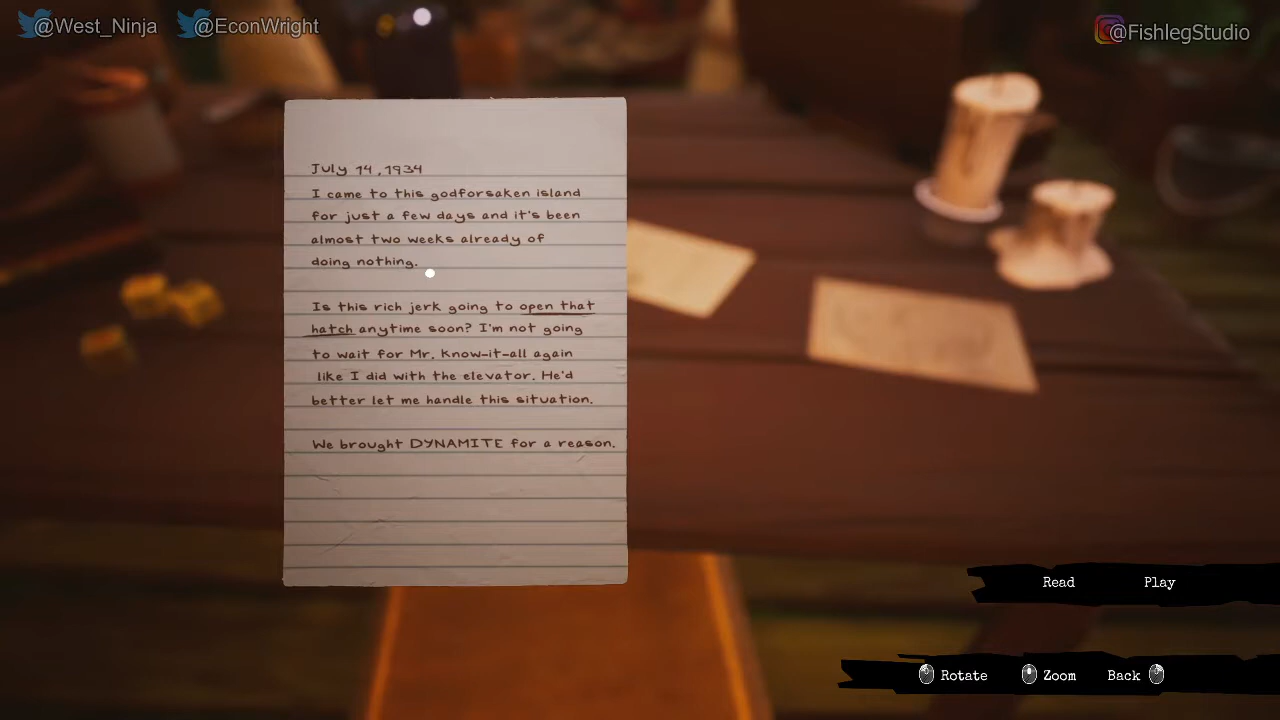 @West_Ninja @EconWright
@FishlegStudio
July 14, 1934
I came to this godforsaken island
for just a few days and it's been
almost two weeks already of
doing nothing.
Is this rich jerk going to open that
hatch anytime soon? I'm not going
to wait for Mr. Know-it-all again
like I did with the elevator. He'd
better let me handle this situation.
We brought DYNAMITE for a reason.
Read Play
Rotate Zoom Back